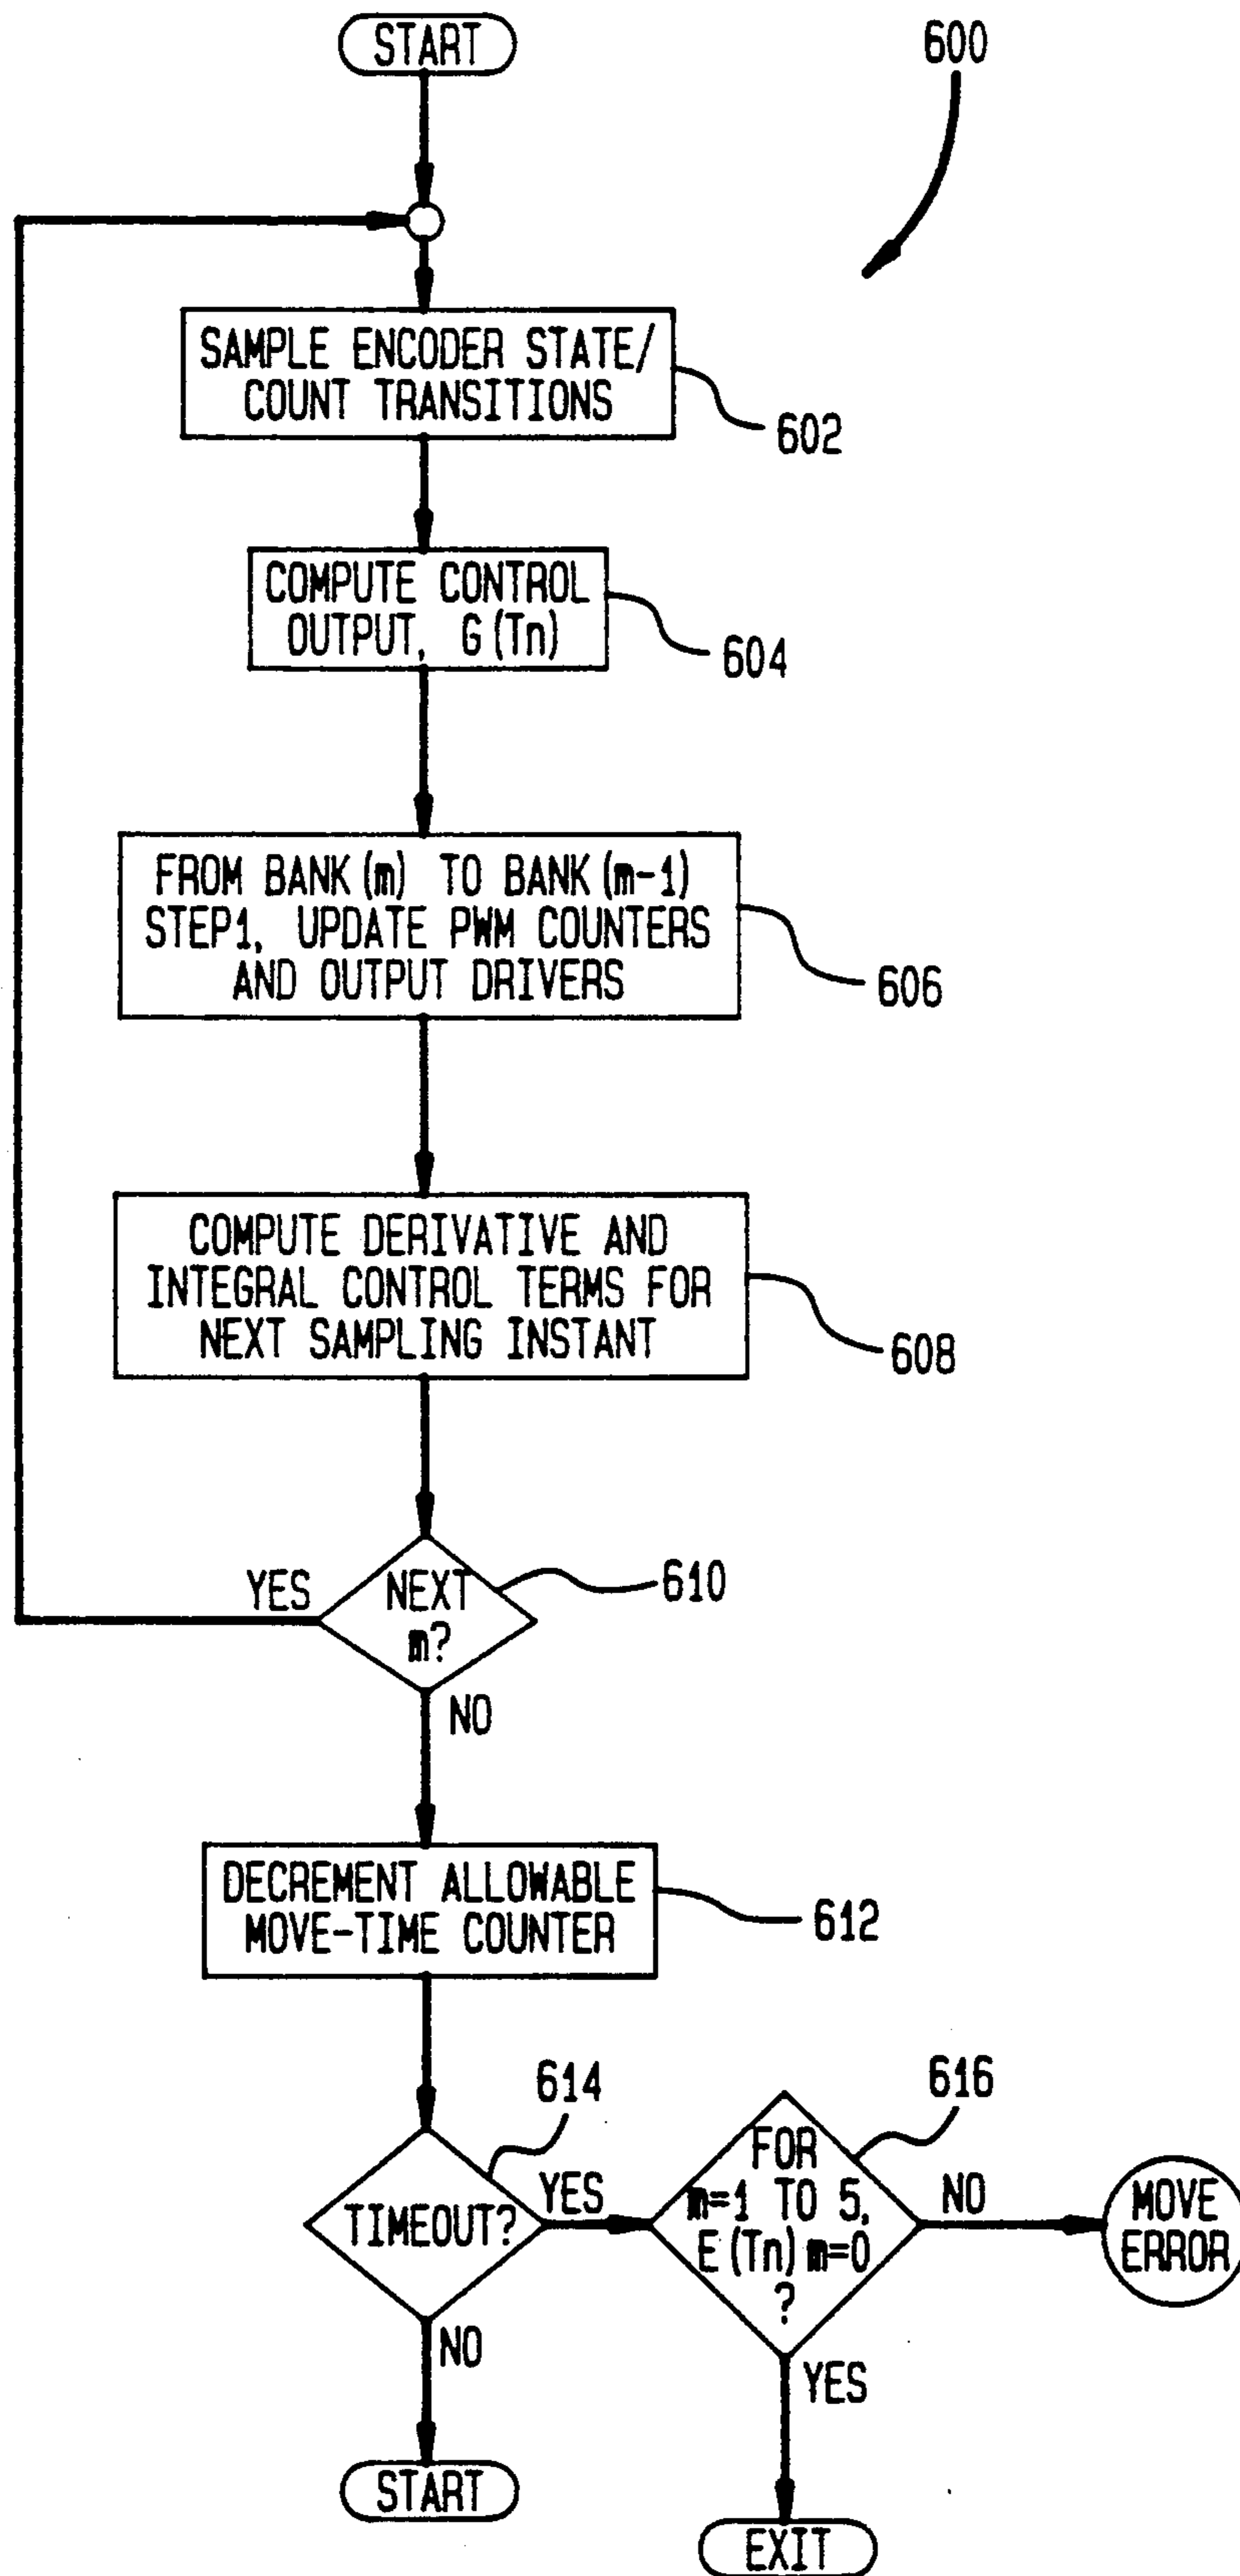 START
600
SAMPLE ENCODER STATE/
COUNT TRANSITIONS
602
COMPUTE CONTROL
OUTPUT, G(Tn)
604
FROM BANK(m) TO BANK(m-1)
STEP1, UPDATE PWM COUNTERS
AND OUTPUT DRIVERS
606
COMPUTE DERIVATIVE AND
INTEGRAL CONTROL TERMS FOR
NEXT SAMPLING INSTANT
608
YES
NEXT
m?
610
NO
DECREMENT ALLOWABLE
MOVE-TIME COUNTER
612
614
TIMEOUT?
YES
616
FOR
m=1 TO 5,
E(Tn)m=0
?
NO
MOVE
ERROR
NO
YES
START
EXIT